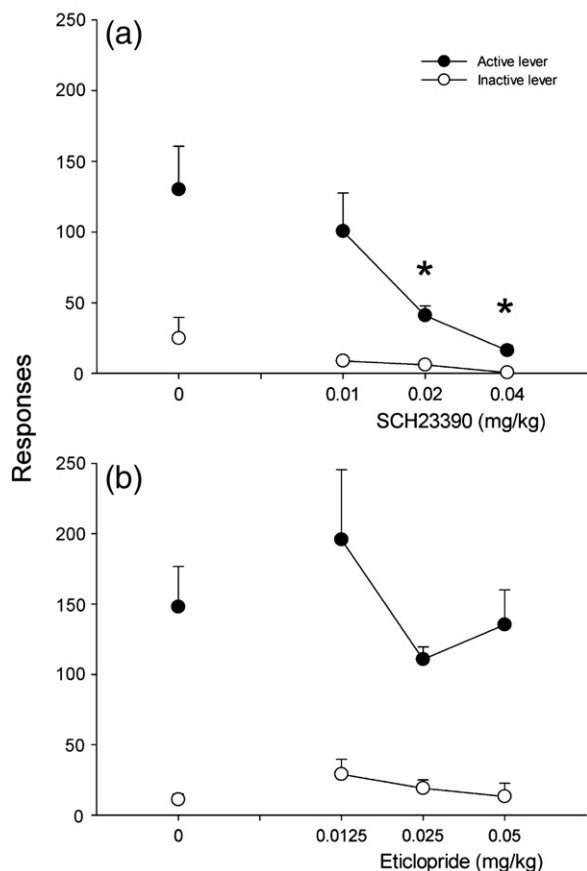 (a)
Active lever
Inactive lever
250
200
150
100
50
0
*
*
0 0.01 0.02 0.04
SCH23390 (mg/kg)
Responses
(b)
250
200
150
100
50
0
0 0.0125 0.025 0.05
Eticlopride (mg/kg)